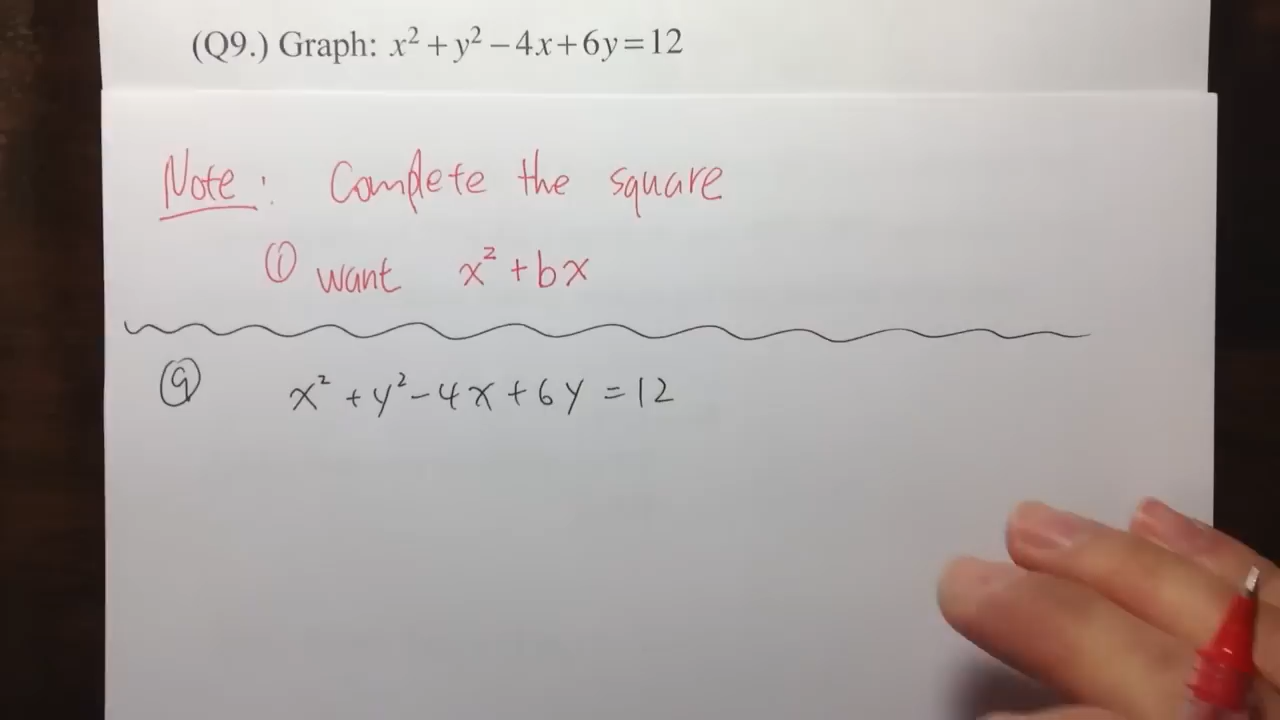 (Q9.) Graph: x² + y² − 4x + 6y = 12
Note: Complete the square
① want x² + bx
⑨ x² + y² − 4x + 6y = 12